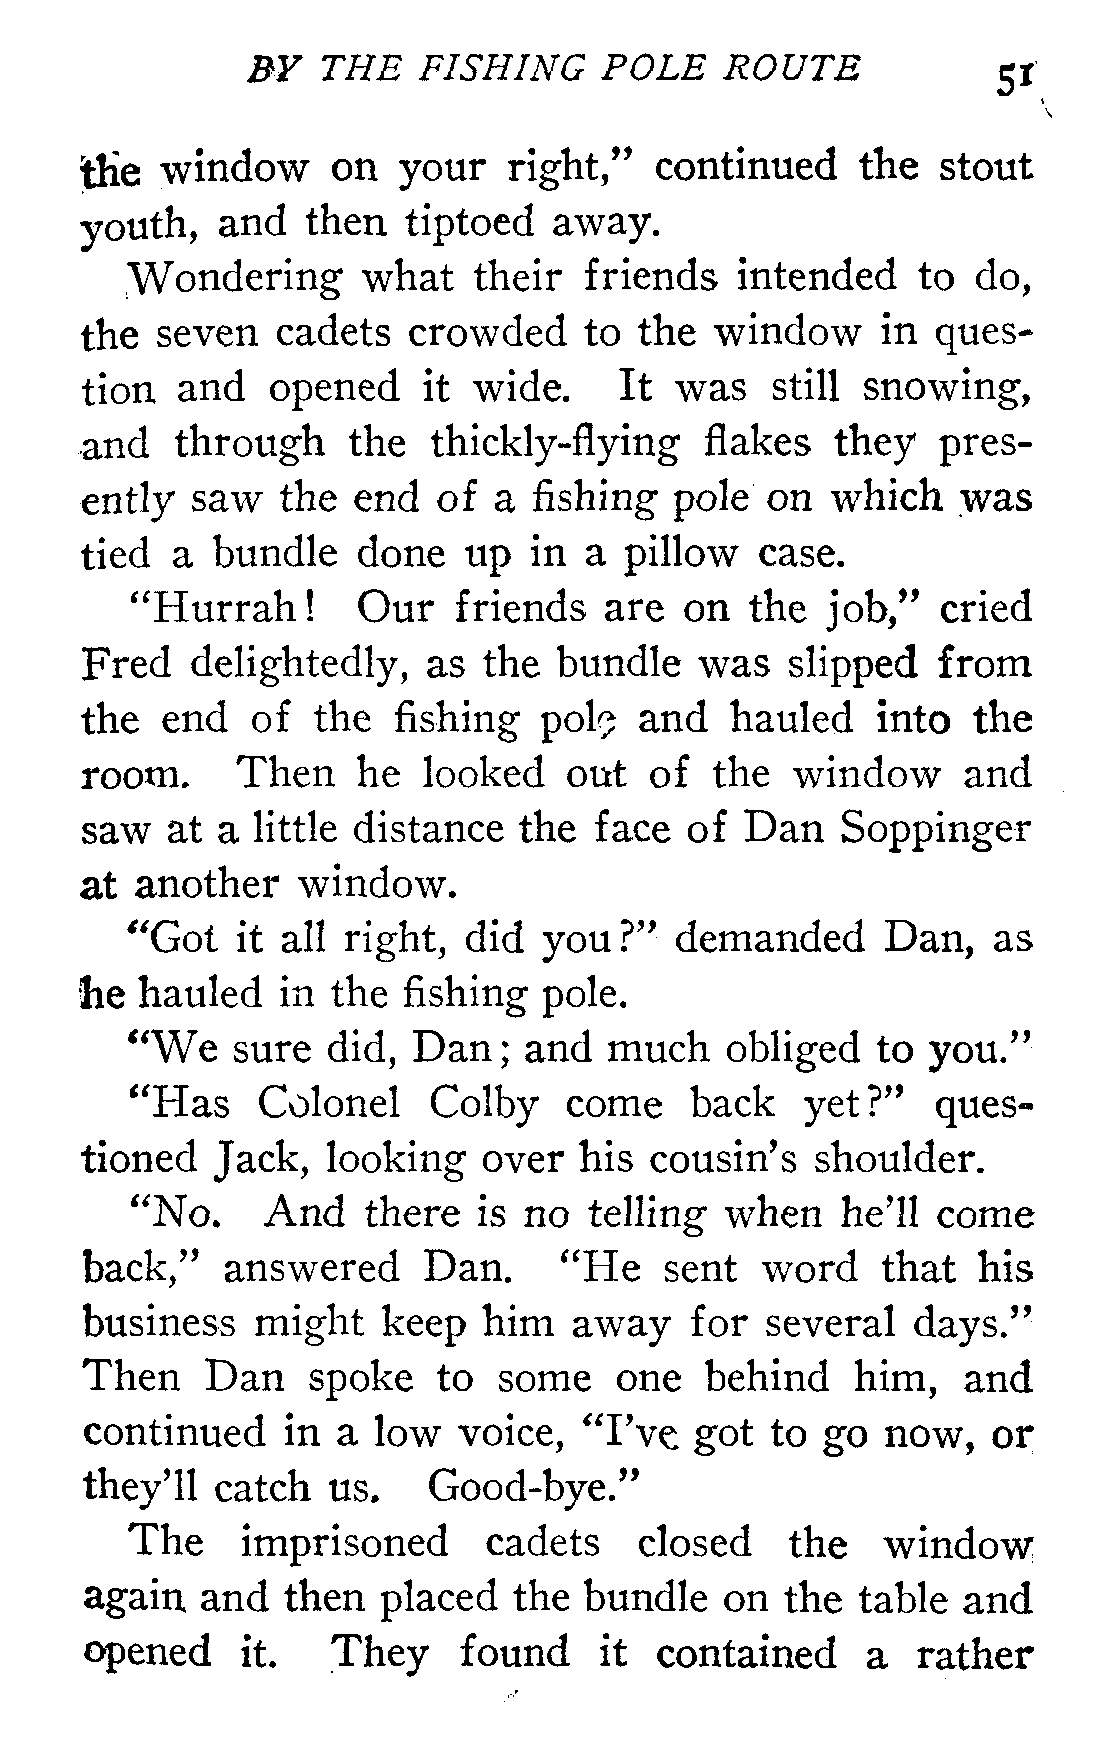 BY THE FISHING POLE ROUTE 51
the window on your right,” continued the stout
youth, and then tiptoed away.
Wondering what their friends intended to do,
the seven cadets crowded to the window in ques-
tion and opened it wide. It was still snowing,
and through the thickly-flying flakes they pres-
ently saw the end of a fishing pole on which was
tied a bundle done up in a pillow case.
“Hurrah! Our friends are on the job,” cried
Fred delightedly, as the bundle was slipped from
the end of the fishing pole and hauled into the
room. Then he looked out of the window and
saw at a little distance the face of Dan Soppinger
at another window.
“Got it all right, did you?” demanded Dan, as
he hauled in the fishing pole.
“We sure did, Dan; and much obliged to you.”
“Has Colonel Colby come back yet?” ques-
tioned Jack, looking over his cousin’s shoulder.
“No. And there is no telling when he’ll come
back,” answered Dan. “He sent word that his
business might keep him away for several days.”
Then Dan spoke to some one behind him, and
continued in a low voice, “I’ve got to go now, or
they’ll catch us. Good-bye.”
The imprisoned cadets closed the window
again and then placed the bundle on the table and
opened it. They found it contained a rather